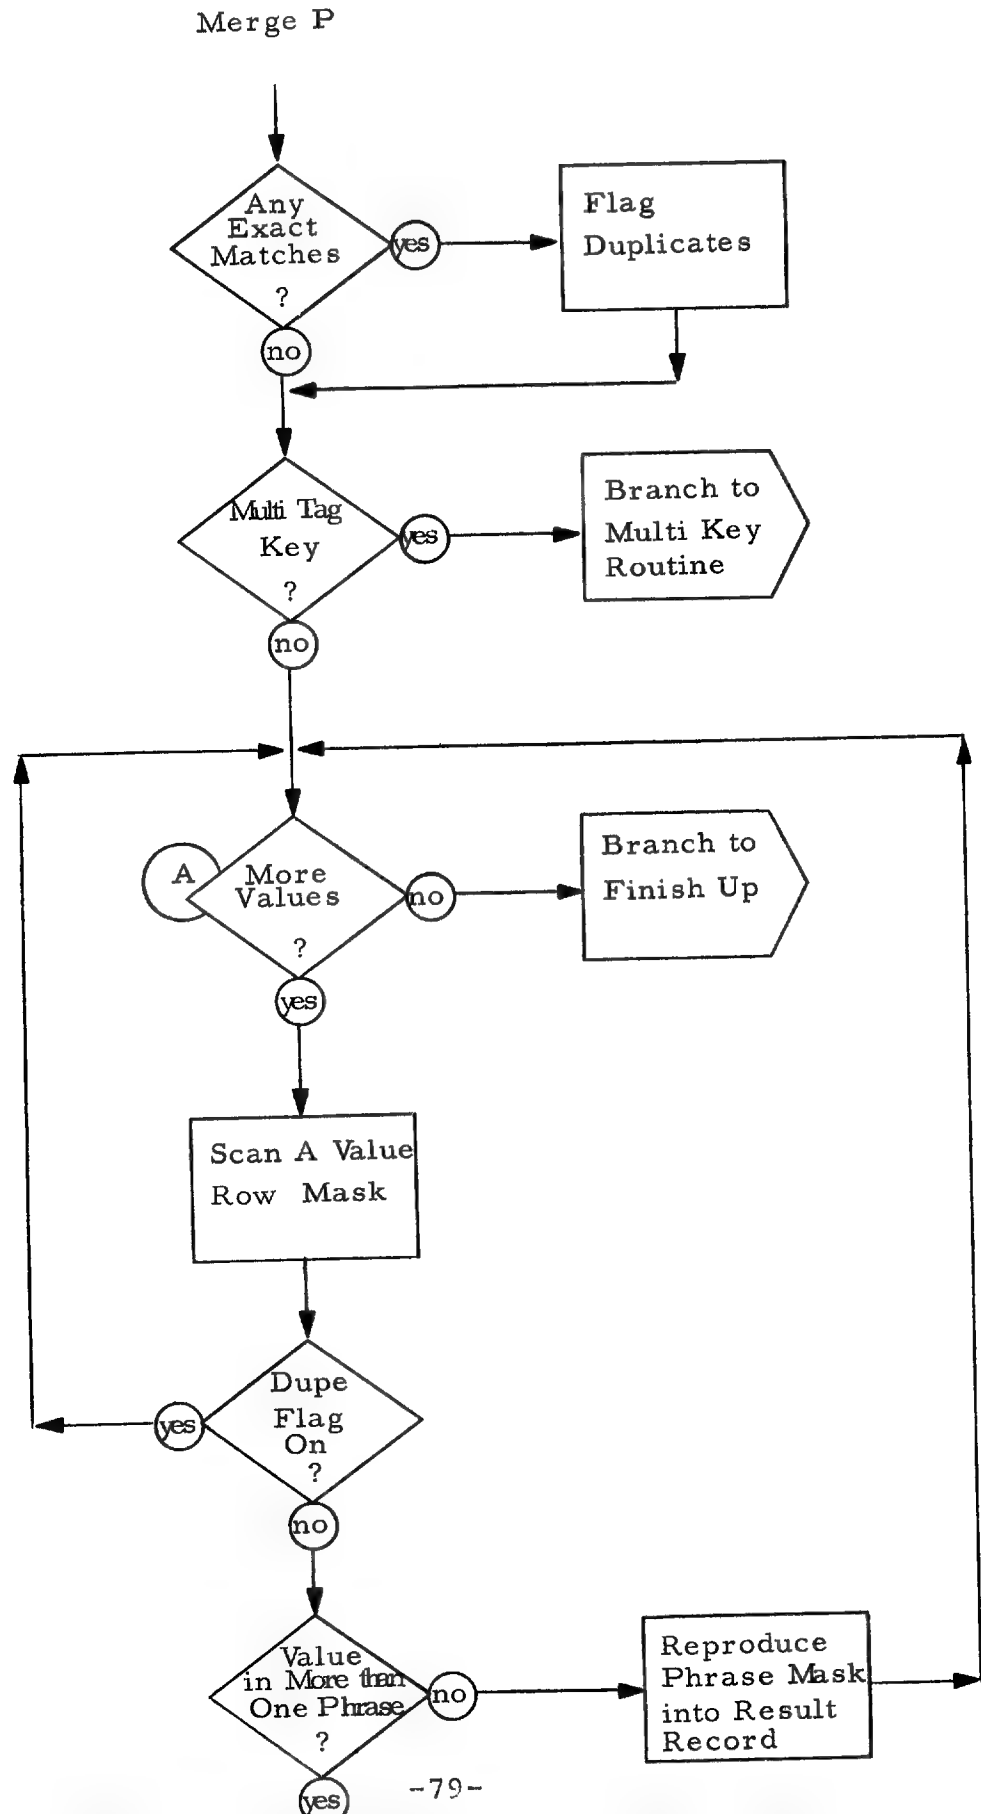 Merge P
Any
Exact
Matches
?
yes
Flag
Duplicates
no
Multi Tag
Key
?
yes
Branch to
Multi Key
Routine
no
A
More
Values
?
no
Branch to
Finish Up
yes
Scan A Value
Row Mask
Dupe
Flag
On
?
yes
no
Value
in More than
One Phrase
?
no
Reproduce
Phrase Mask
into Result
Record
yes
-79-